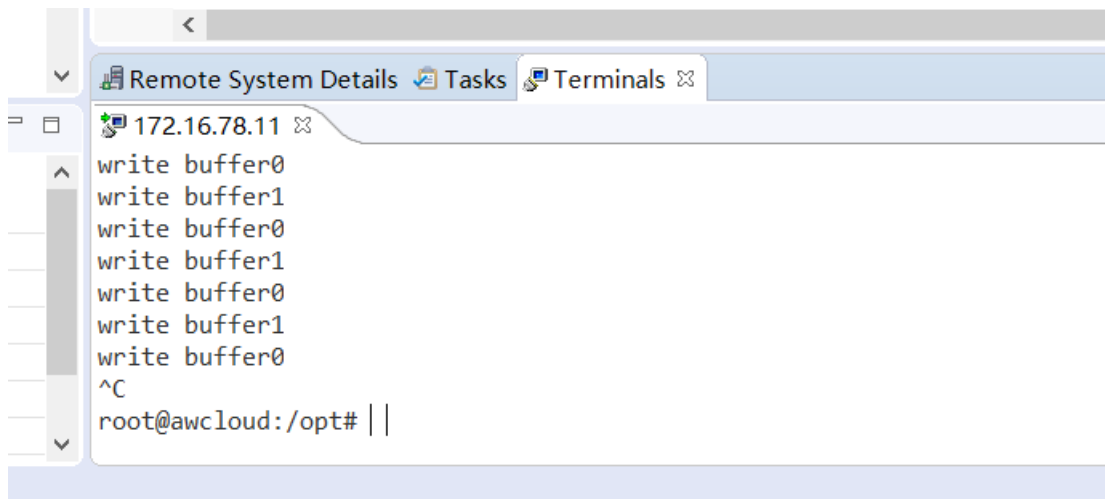 Remote System Details Tasks Terminals
172.16.78.11
write buffer0
write buffer1
write buffer0
write buffer1
write buffer0
write buffer1
write buffer0
^C
root@awcloud:/opt#